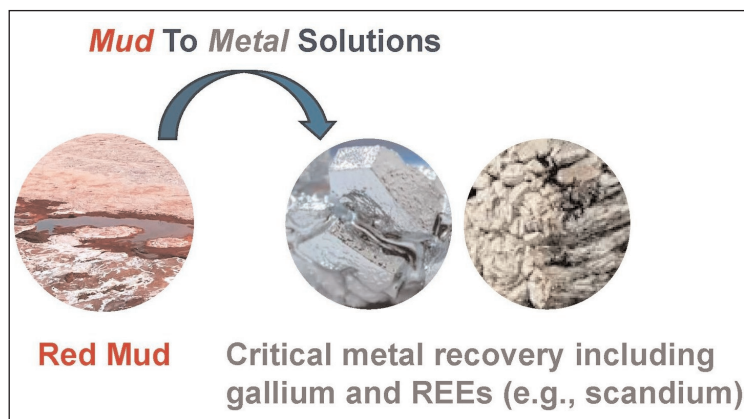 Mud To Metal Solutions
Red Mud
Critical metal recovery including
gallium and REEs (e.g., scandium)